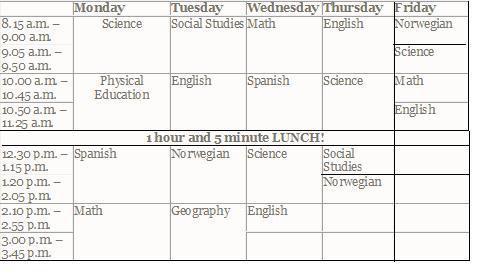 Monday Tuesday Wednesday Thursday Friday
8.15 a.m. – Science Social Studies Math English Norwegian
9.00 a.m.
9.05 a.m. – Science
9.50 a.m.
10.00 a.m. – Physical English Spanish Science Math
10.45 a.m. Education
10.50 a.m. – English
11.25 a.m.
1 hour and 5 minute LUNCH!
12.30 p.m. – Spanish Norwegian Science Social
1.15 p.m. Studies
1.20 p.m. – Norwegian
2.05 p.m.
2.10 p.m. – Math Geography English
2.55 p.m.
3.00 p.m. –
3.45 p.m.